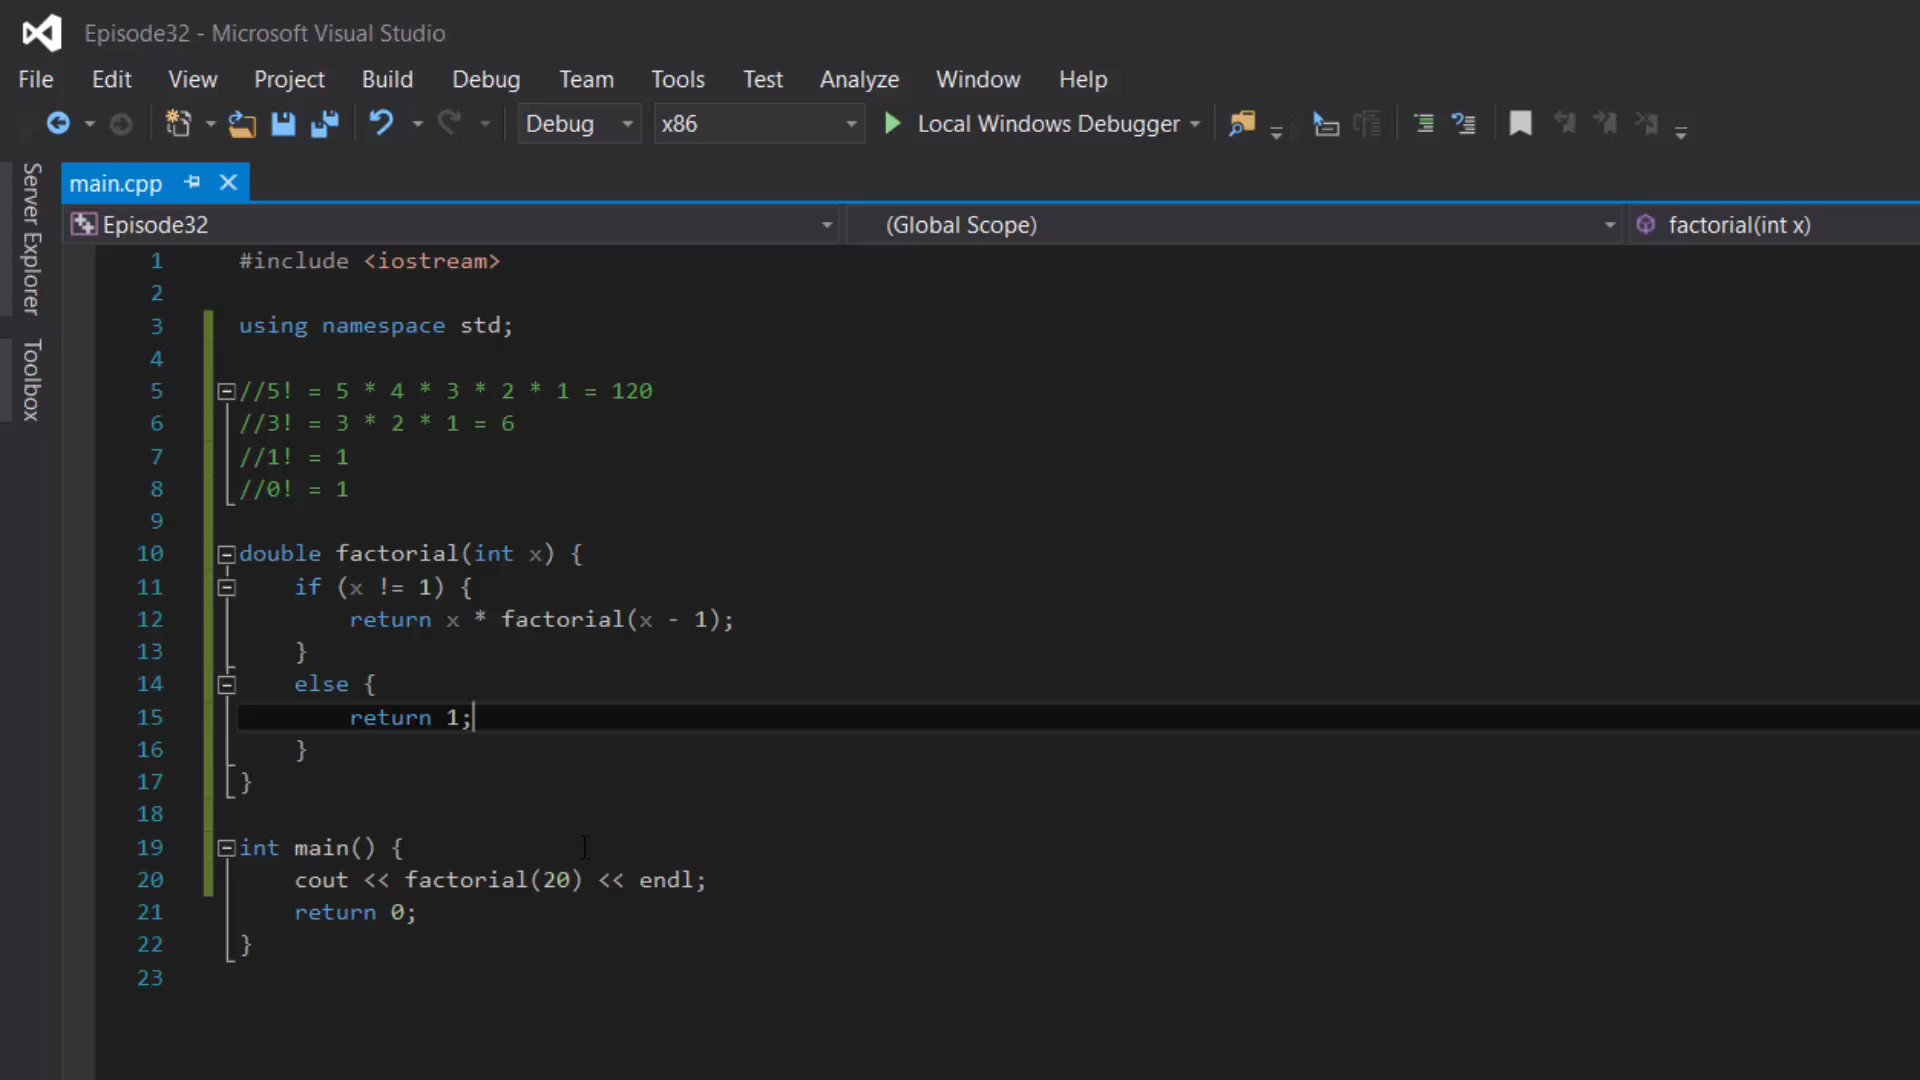 Episode32 - Microsoft Visual Studio
File Edit View Project Build Debug Team Tools Test Analyze Window Help
Debug x86 Local Windows Debugger
Server Explorer
Toolbox
main.cpp
Episode32 (Global Scope) factorial(int x)
1 #include <iostream>
2
3 using namespace std;
4
5 //5! = 5 * 4 * 3 * 2 * 1 = 120
6 //3! = 3 * 2 * 1 = 6
7 //1! = 1
8 //0! = 1
9
10 double factorial(int x) {
11 if (x != 1) {
12 return x * factorial(x - 1);
13 }
14 else {
15 return 1;
16 }
17 }
18
19 int main() {
20 cout << factorial(20) << endl;
21 return 0;
22 }
23